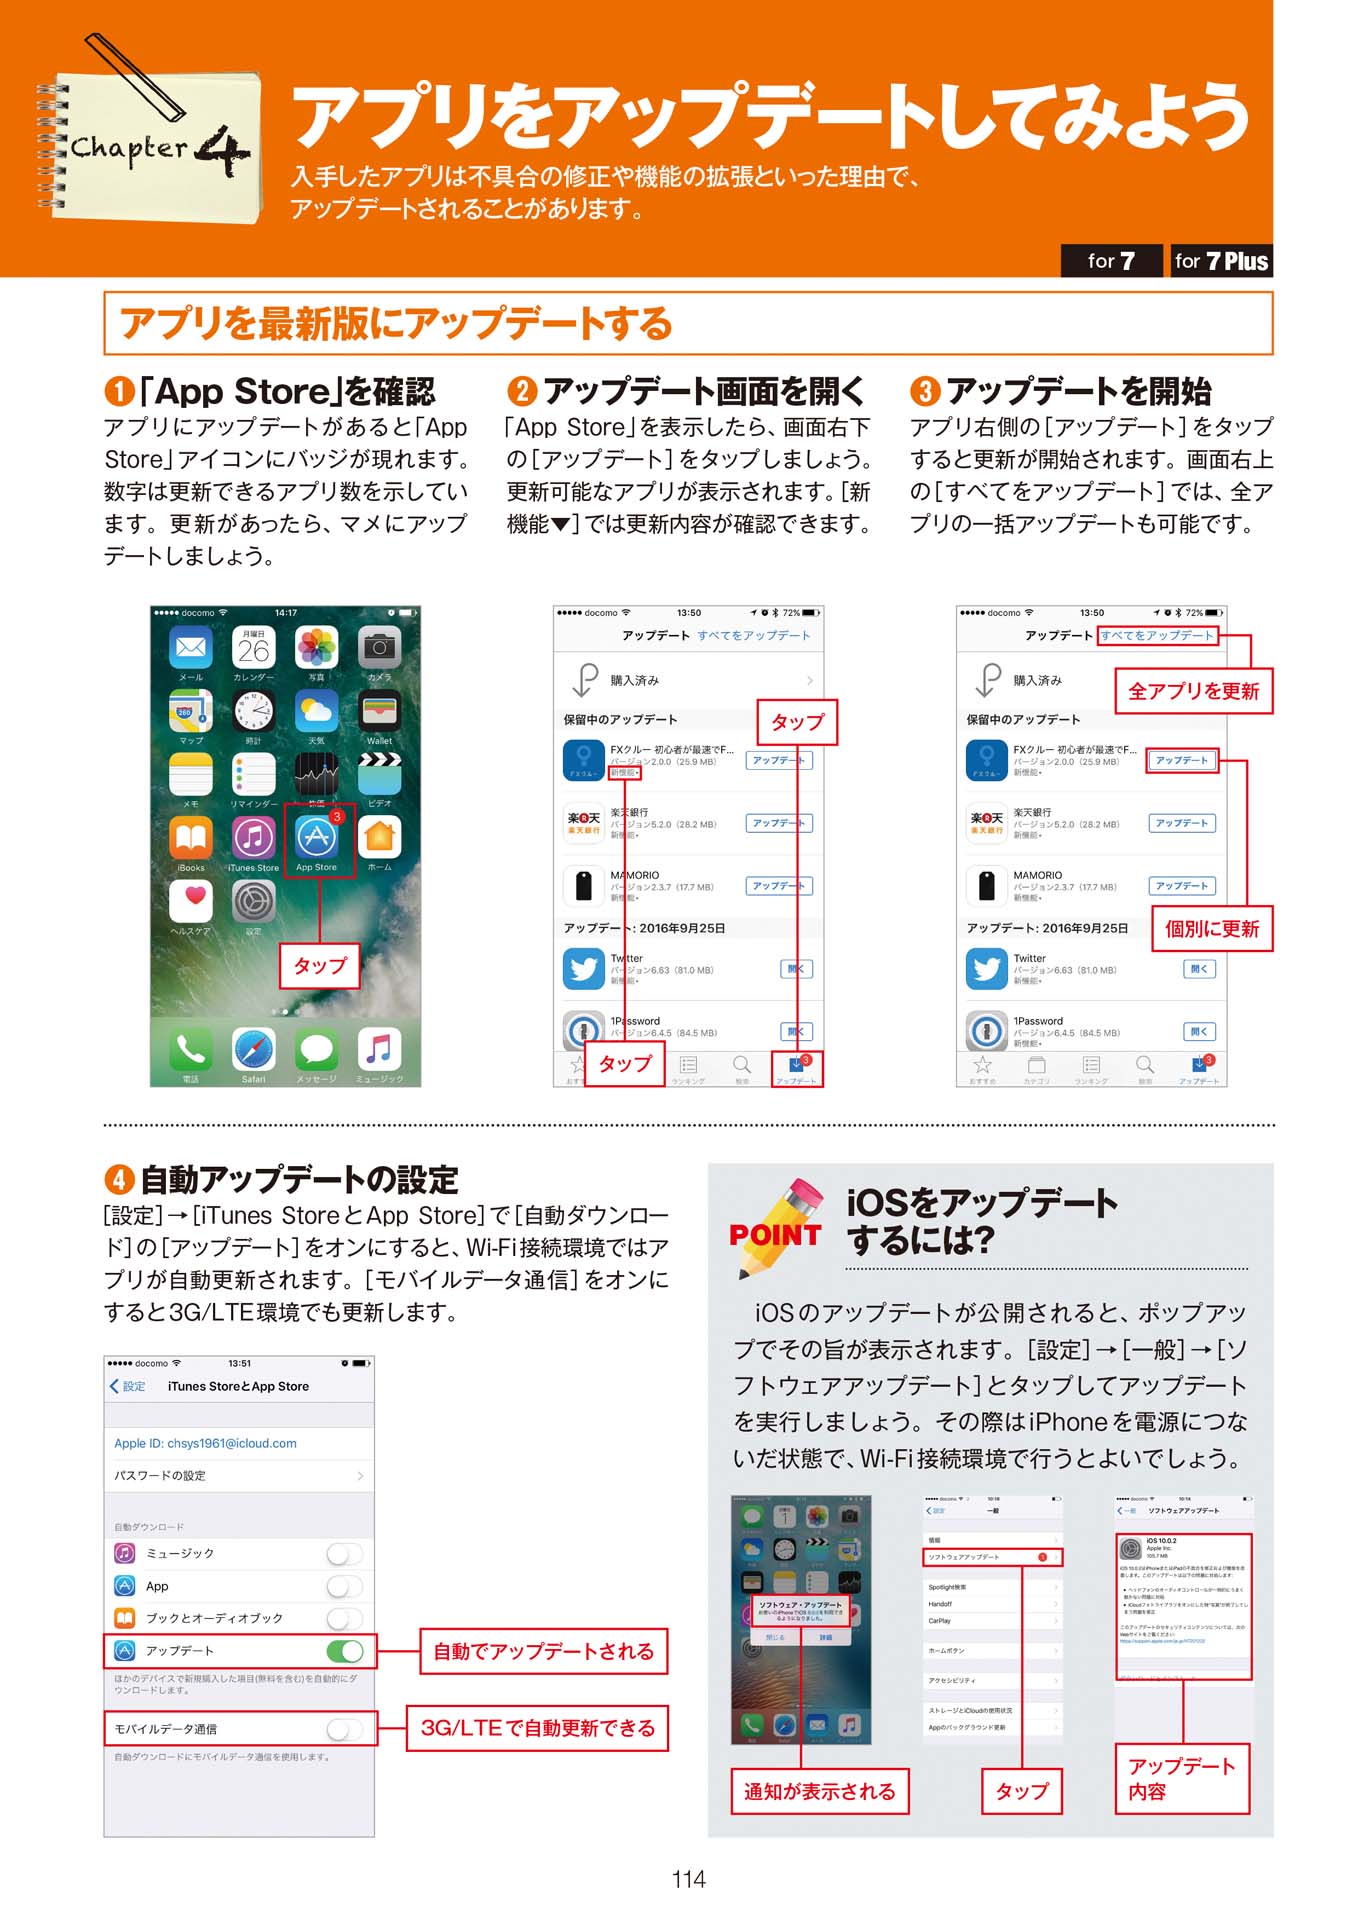 Chapter 4
アプリをアップデートしてみよう
入手したアプリは不具合の修正や機能の拡張といった理由で、
アップデートされることがあります。
for 7
for 7 Plus
アプリを最新版にアップデートする
❶「App Store」を確認
アプリにアップデートがあると「App
Store」アイコンにバッジが現れます。
数字は更新できるアプリ数を示してい
ます。更新があったら、マメにアップ
デートしましょう。
❷アップデート画面を開く
「App Store」を表示したら、画面右下
の[アップデート]をタップしましょう。
更新可能なアプリが表示されます。[新
機能▼]では更新内容が確認できます。
❸アップデートを開始
アプリ右側の[アップデート]をタップ
すると更新が開始されます。画面右上
の[すべてをアップデート]では、全ア
プリの一括アップデートも可能です。
docomo 14:17
月曜日
26
メール カレンダー 写真 カメラ
280
マップ 時計 天気 Wallet
メモ リマインダー 株価 ビデオ
3
iBooks iTunes Store App Store ホーム
ヘルスケア 設定
タップ
電話 Safari メッセージ ミュージック
docomo 13:50 72%
アップデート すべてをアップデート
購入済み
保留中のアップデート
タップ
FXクルー
FXクルー 初心者が最速でF...
バージョン2.0.0 (25.9 MB)
新機能
アップデート
楽天
楽天銀行
楽天銀行
バージョン5.2.0 (28.2 MB)
新機能
アップデート
MAMORIO
バージョン2.3.7 (17.7 MB)
新機能
アップデート
アップデート: 2016年9月25日
Twitter
バージョン6.63 (81.0 MB)
新機能
開く
1Password
バージョン6.4.5 (84.5 MB)
開く
タップ
3
おすす ランキング 検索 アップデート
docomo 13:50 72%
アップデート すべてをアップデート
全アプリを更新
購入済み
保留中のアップデート
FXクルー
FXクルー 初心者が最速でF...
バージョン2.0.0 (25.9 MB)
新機能
アップデート
楽天
楽天銀行
楽天銀行
バージョン5.2.0 (28.2 MB)
新機能
アップデート
MAMORIO
バージョン2.3.7 (17.7 MB)
新機能
アップデート
個別に更新
アップデート: 2016年9月25日
Twitter
バージョン6.63 (81.0 MB)
新機能
開く
1Password
バージョン6.4.5 (84.5 MB)
新機能
開く
3
おすすめ カテゴリ ランキング 検索 アップデート
❹自動アップデートの設定
[設定]→[iTunes StoreとApp Store]で[自動ダウンロー
ド]の[アップデート]をオンにすると、Wi-Fi接続環境ではア
プリが自動更新されます。[モバイルデータ通信]をオンに
すると3G/LTE環境でも更新します。
docomo 13:51
設定 iTunes StoreとApp Store
Apple ID: chsys1961@icloud.com
パスワードの設定
自動ダウンロード
ミュージック
App
ブックとオーディオブック
アップデート
自動でアップデートされる
ほかのデバイスで新規購入した項目(無料を含む)を自動的にダ
ウンロードします。
モバイルデータ通信
3G/LTEで自動更新できる
自動ダウンロードにモバイルデータ通信を使用します。
POINT
iOSをアップデート
するには?
iOSのアップデートが公開されると、ポップアッ
プでその旨が表示されます。[設定]→[一般]→[ソ
フトウェアアップデート]とタップしてアップデート
を実行しましょう。その際はiPhoneを電源につな
いだ状態で、Wi-Fi接続環境で行うとよいでしょう。
ソフトウェア・アップデート
閉じる 詳細
通知が表示される
docomo 10:18
設定 一般
情報
ソフトウェアアップデート 1
Spotlight検索
Handoff
CarPlay
ホームボタン
アクセシビリティ
ストレージとiCloudの使用状況
Appのバックグラウンド更新
タップ
docomo 10:14
一般 ソフトウェアアップデート
iOS 10.0.2
Apple Inc.
105.7 MB
アップデート
内容
114